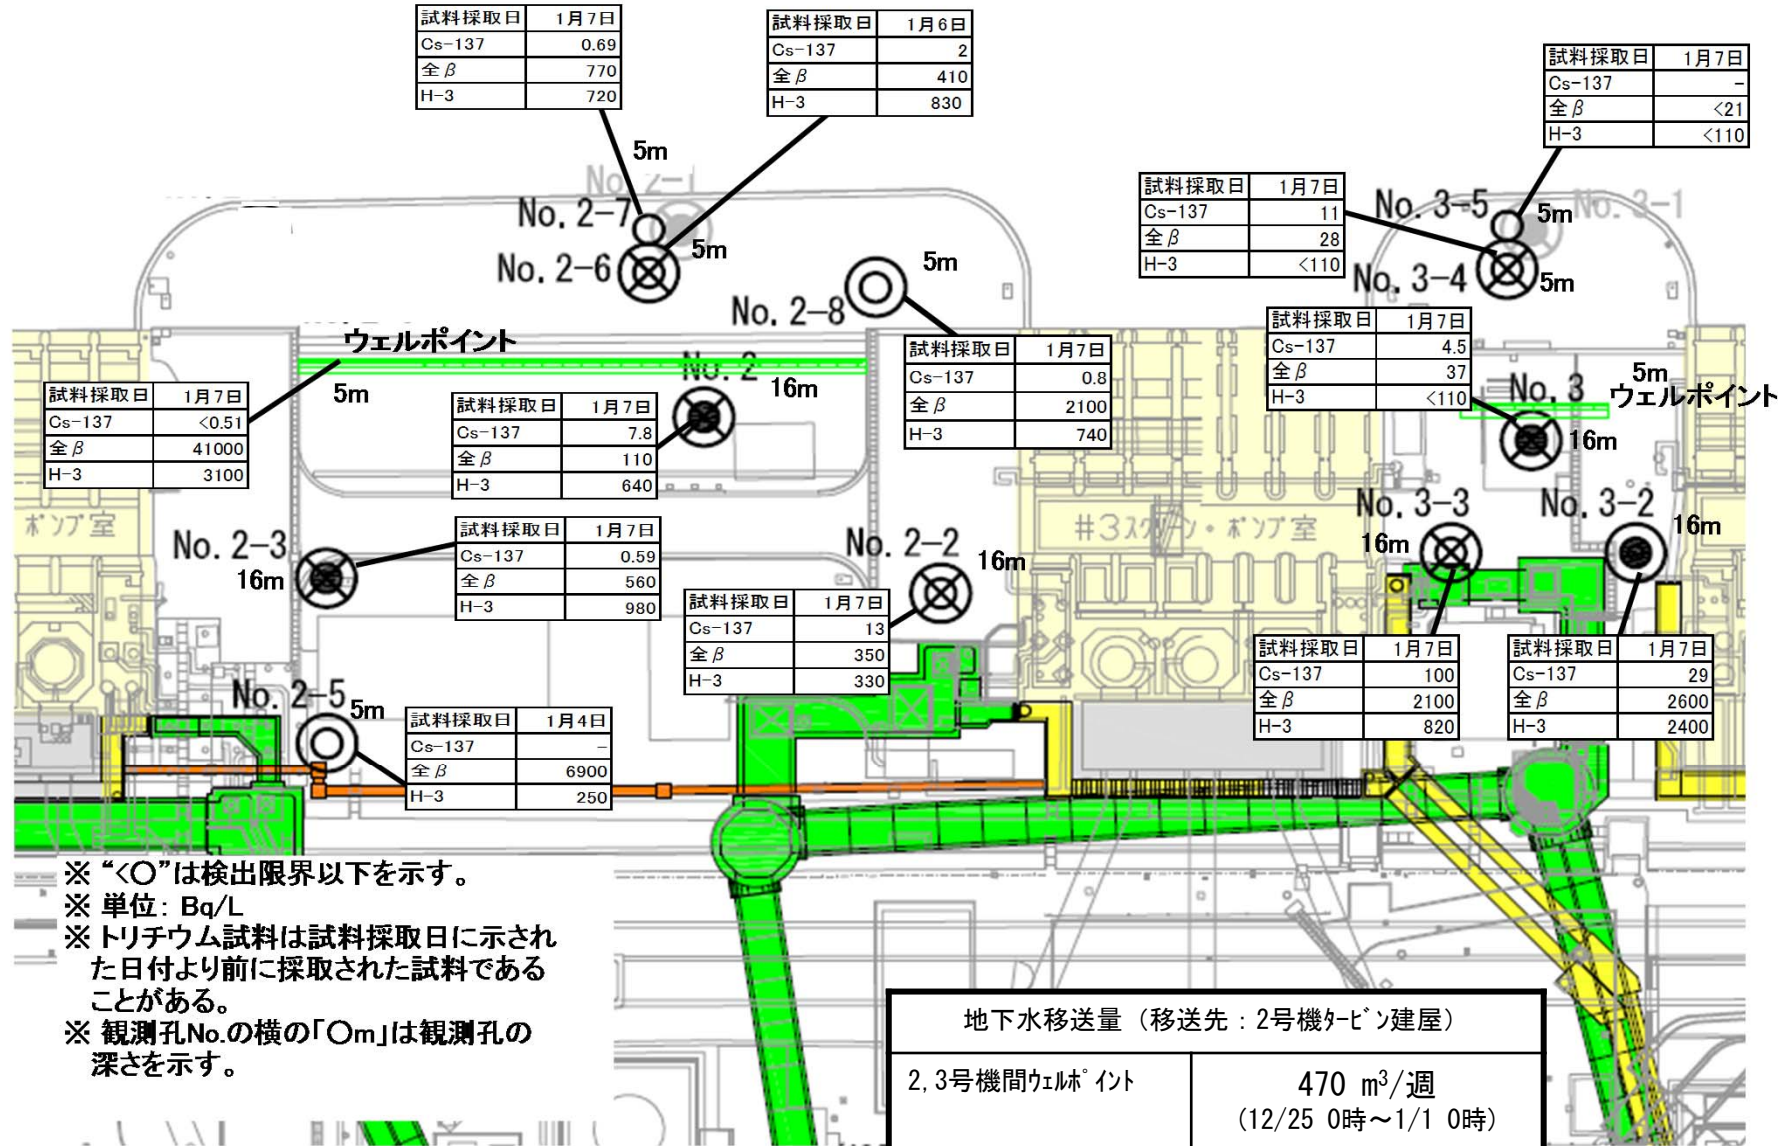 試料採取日 1月7日
Cs-137 0.69
全β 770
H-3 720
試料採取日 1月6日
Cs-137 2
全β 410
H-3 830
試料採取日 1月7日
Cs-137 -
全β <21
H-3 <110
5m
No. 2-1
No. 2-7
5m
No. 2-6
試料採取日 1月7日
Cs-137 11
全β 28
H-3 <110
No. 3-5
5m
No. 3-1
No. 3-4
5m
5m
No. 2-8
ウェルポイント
5m
試料採取日 1月7日
Cs-137 <0.51
全β 41000
H-3 3100
No. 2
16m
試料採取日 1月7日
Cs-137 7.8
全β 110
H-3 640
試料採取日 1月7日
Cs-137 0.8
全β 2100
H-3 740
試料採取日 1月7日
Cs-137 4.5
全β 37
H-3 <110
No. 3
5m
ウェルポイント
16m
ポンプ室
No. 2-3
16m
試料採取日 1月7日
Cs-137 0.59
全β 560
H-3 980
No. 2-2
16m
#3スクリーン・ポンプ室
No. 3-3
16m
No. 3-2
16m
試料採取日 1月7日
Cs-137 13
全β 350
H-3 330
試料採取日 1月7日
Cs-137 100
全β 2100
H-3 820
試料採取日 1月7日
Cs-137 29
全β 2600
H-3 2400
No. 2-5
5m
試料採取日 1月4日
Cs-137 -
全β 6900
H-3 250
※ “<〇”は検出限界以下を示す。
※ 単位: Bq/L
※ トリチウム試料は試料採取日に示され
た日付より前に採取された試料である
ことがある。
※ 観測孔No.の横の「〇m」は観測孔の
深さを示す。
地下水移送量（移送先：2号機タービン建屋）
2,3号機間ウェルポイント 470 m³/週
(12/25 0時～1/1 0時)